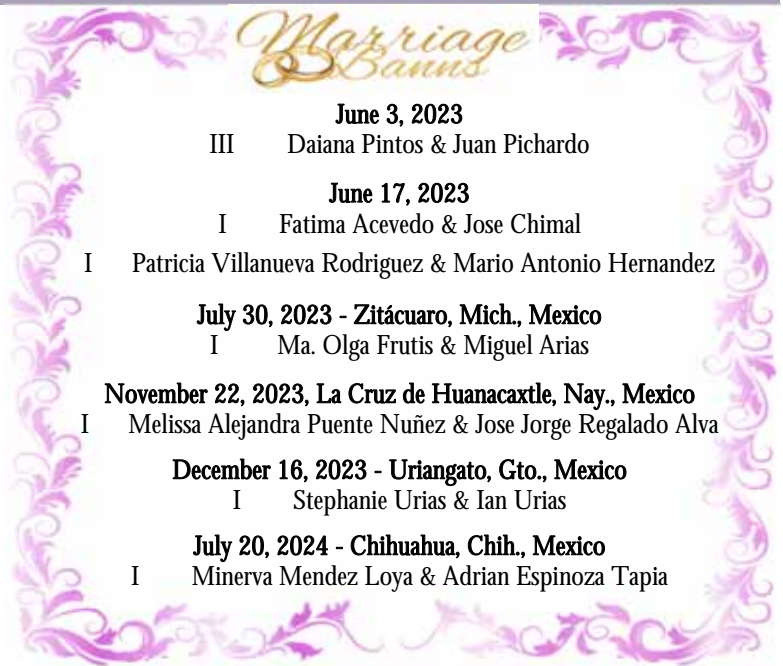 Marriage
Banns
June 3, 2023
III Daiana Pintos & Juan Pichardo
June 17, 2023
I Fatima Acevedo & Jose Chimal
I Patricia Villanueva Rodriguez & Mario Antonio Hernandez
July 30, 2023 - Zitácuaro, Mich., Mexico
I Ma. Olga Frutis & Miguel Arias
November 22, 2023, La Cruz de Huanacaxtle, Nay., Mexico
I Melissa Alejandra Puente Nuñez & Jose Jorge Regalado Alva
December 16, 2023 - Uriangato, Gto., Mexico
I Stephanie Urias & Ian Urias
July 20, 2024 - Chihuahua, Chih., Mexico
I Minerva Mendez Loya & Adrian Espinoza Tapia